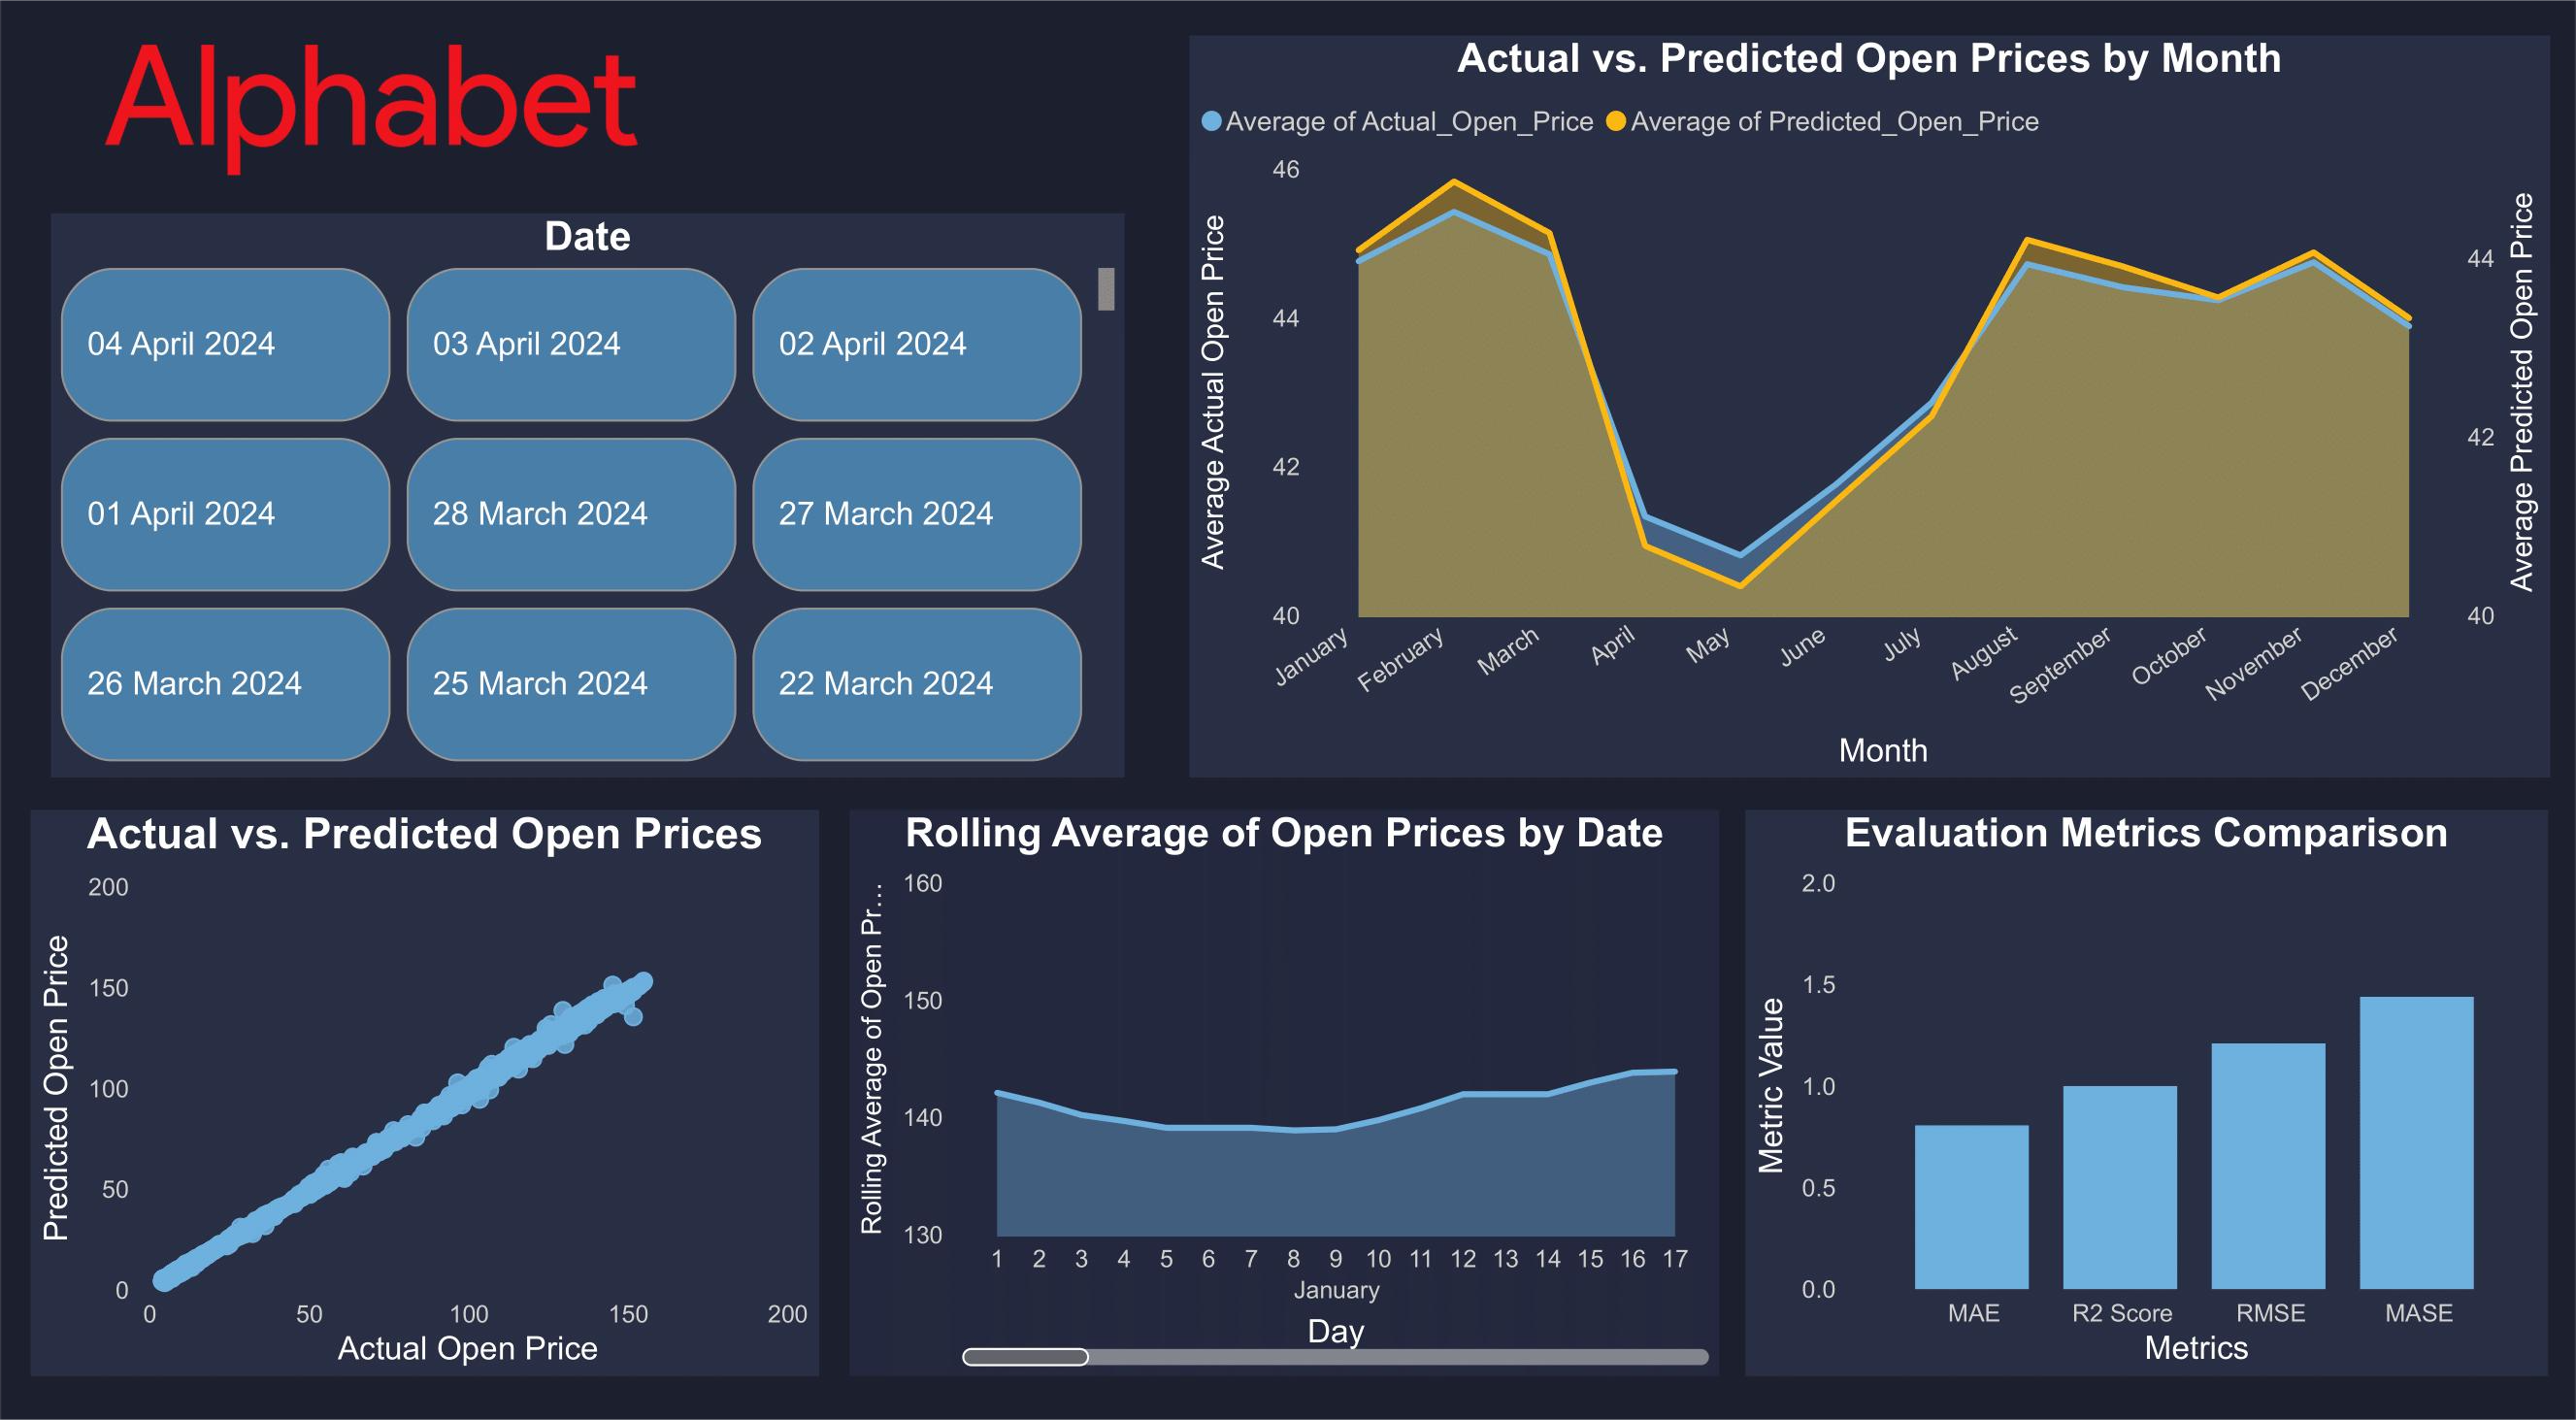 Alphabet
Date
04 April 2024
03 April 2024
02 April 2024
01 April 2024
28 March 2024
27 March 2024
26 March 2024
25 March 2024
22 March 2024
Actual vs. Predicted Open Prices by Month
Average of Actual_Open_Price
Average of Predicted_Open_Price
Average Actual Open Price
46
44
42
40
44
42
40
Average Predicted Open Price
January
February
March
April
May
June
July
August
September
October
November
December
Month
Actual vs. Predicted Open Prices
Predicted Open Price
200
150
100
50
0
0 50 100 150 200
Actual Open Price
Rolling Average of Open Prices by Date
Rolling Average of Open Pr...
160
150
140
130
1 2 3 4 5 6 7 8 9 10 11 12 13 14 15 16 17
January
Day
Evaluation Metrics Comparison
Metric Value
2.0
1.5
1.0
0.5
0.0
MAE R2 Score RMSE MASE
Metrics